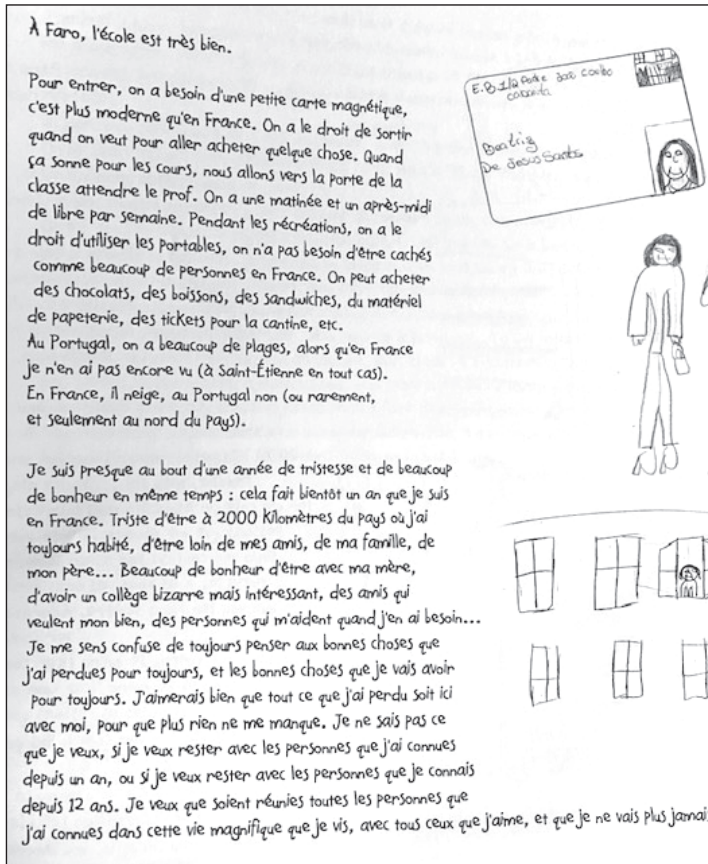 À Faro, l'école est très bien.
Pour entrer, on a besoin d'une petite carte magnétique,
c'est plus moderne qu'en France. On a le droit de sortir
quand on veut pour aller acheter quelque chose. Quand
ça sonne pour les cours, nous allons vers la porte de la
classe attendre le prof. On a une matinée et un après-midi
de libre par semaine. Pendant les récréations, on a le
droit d'utiliser les portables, on n'a pas besoin d'être cachés
comme beaucoup de personnes en France. On peut acheter
des chocolats, des boissons, des sandwiches, du matériel
de papeterie, des tickets pour la cantine, etc.
Au Portugal, on a beaucoup de plages, alors qu'en France
je n'en ai pas encore vu (à Saint-Étienne en tout cas).
En France, il neige, au Portugal non (ou rarement,
et seulement au nord du pays).
Je suis presque au bout d'une année de tristesse et de beaucoup
de bonheur en même temps : cela fait bientôt un an que je suis
en France. Triste d'être à 2000 kilomètres du pays où j'ai
toujours habité, d'être loin de mes amis, de ma famille, de
mon père... Beaucoup de bonheur d'être avec ma mère,
d'avoir un collège bizarre mais intéressant, des amis qui
veulent mon bien, des personnes qui m'aident quand j'en ai besoin...
Je me sens confuse de toujours penser aux bonnes choses que
j'ai perdues pour toujours, et les bonnes choses que je vais avoir
pour toujours. J'aimerais bien que tout ce que j'ai perdu soit ici
avec moi, pour que plus rien ne me manque. Je ne sais pas ce
que je veux, si je veux rester avec les personnes que j'ai connues
depuis un an, ou si je veux rester avec les personnes que je connais
depuis 12 ans. Je veux que soient réunies toutes les personnes que
j'ai connues dans cette vie magnifique que je vis, avec tous ceux que j'aime, et que je ne vais plus jamai
E.B
João Coelho
Beatriz
De Jesus Santos